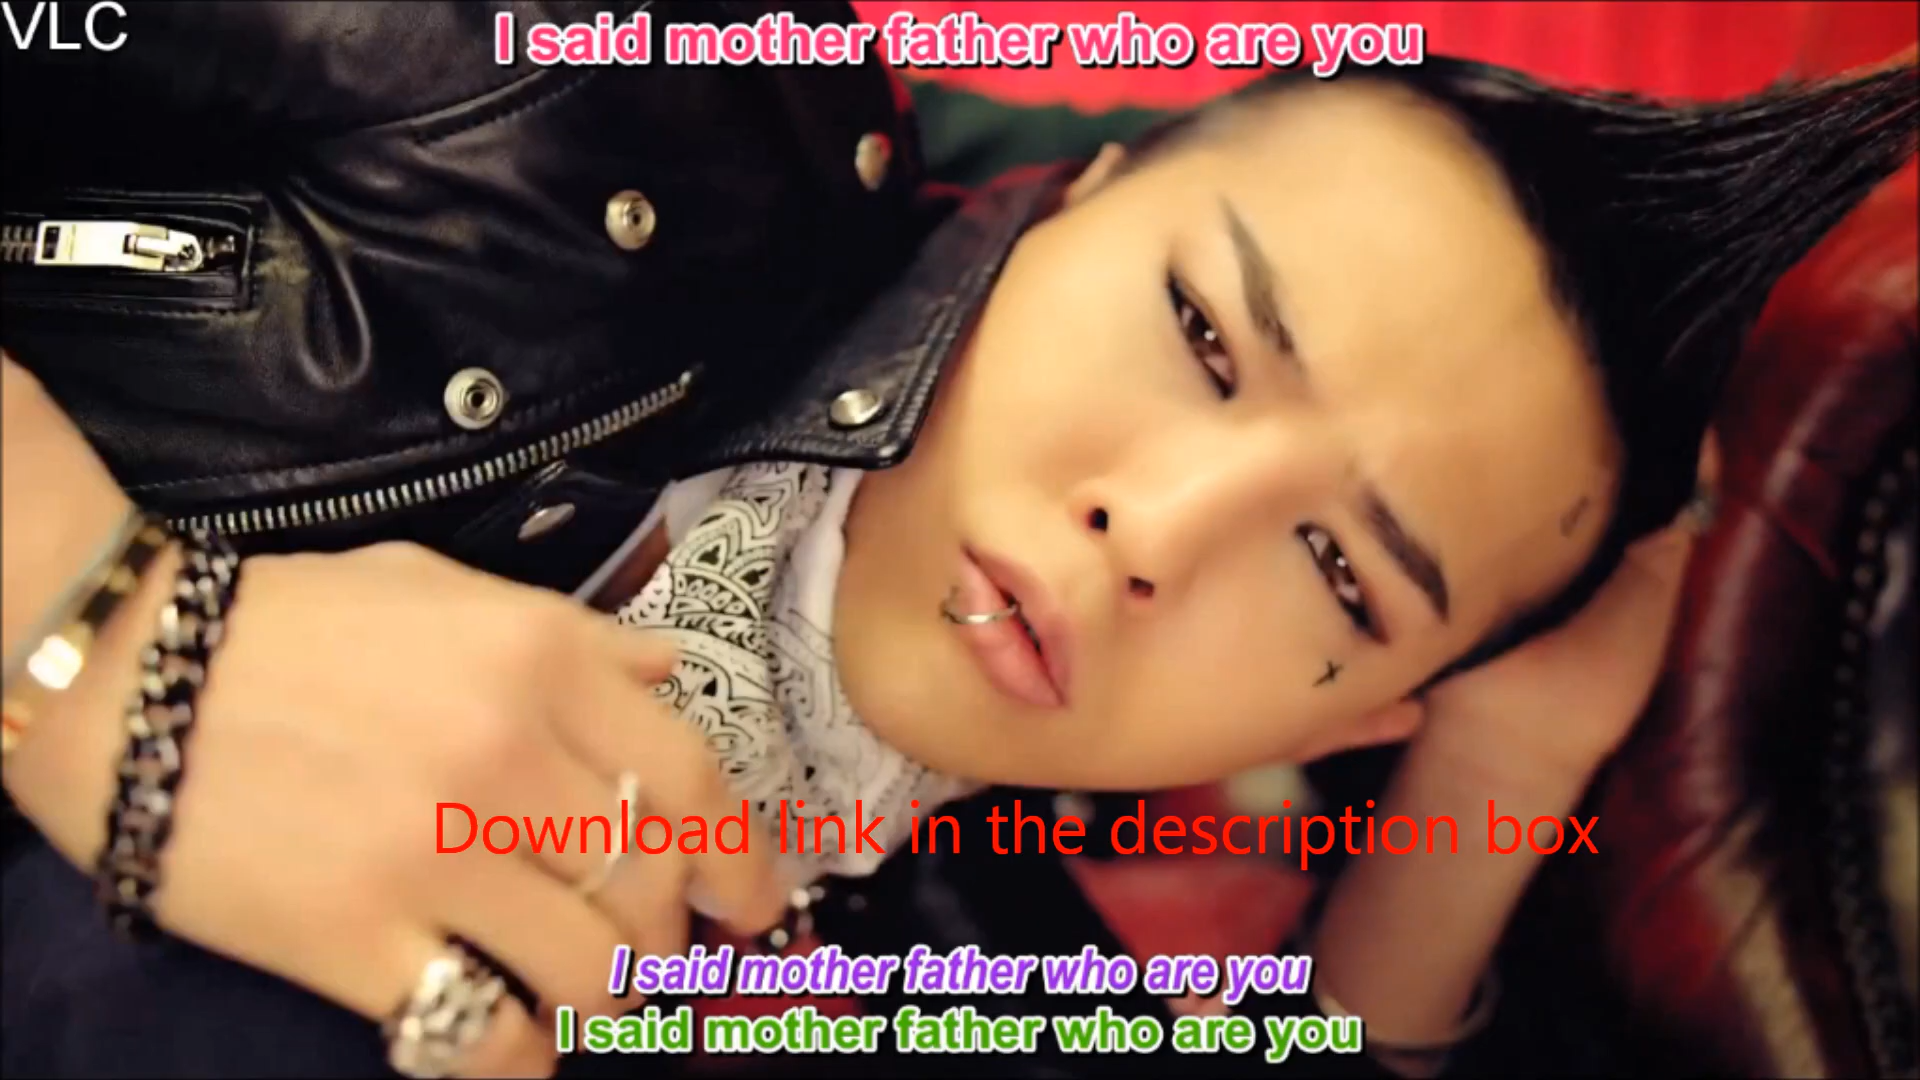 VLC
I said mother father who are you
Download link in the description box
I said mother father who are you
I said mother father who are you